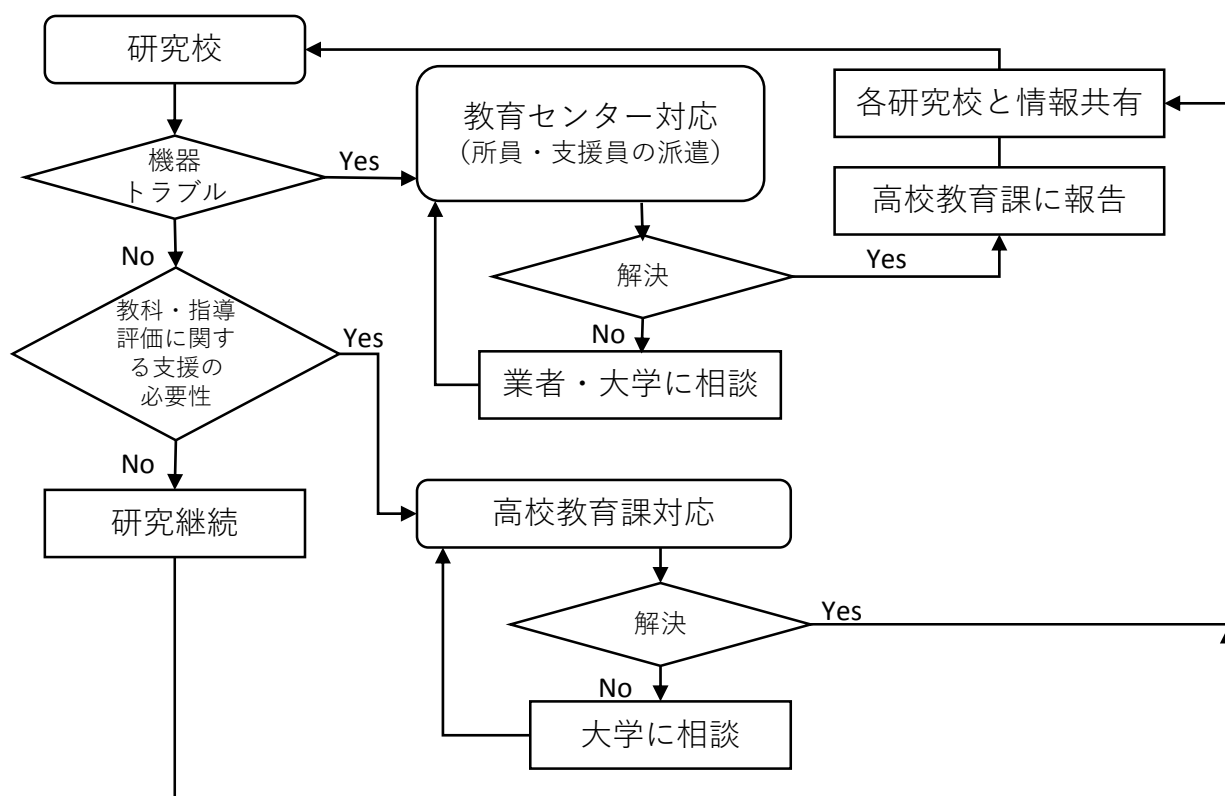 研究校
機器
トラブル
Yes
教育センター対応
（所員・支援員の派遣）
各研究校と情報共有
高校教育課に報告
解決
Yes
No
業者・大学に相談
No
教科・指導
評価に関す
る支援の
必要性
Yes
No
研究継続
高校教育課対応
解決
Yes
No
大学に相談